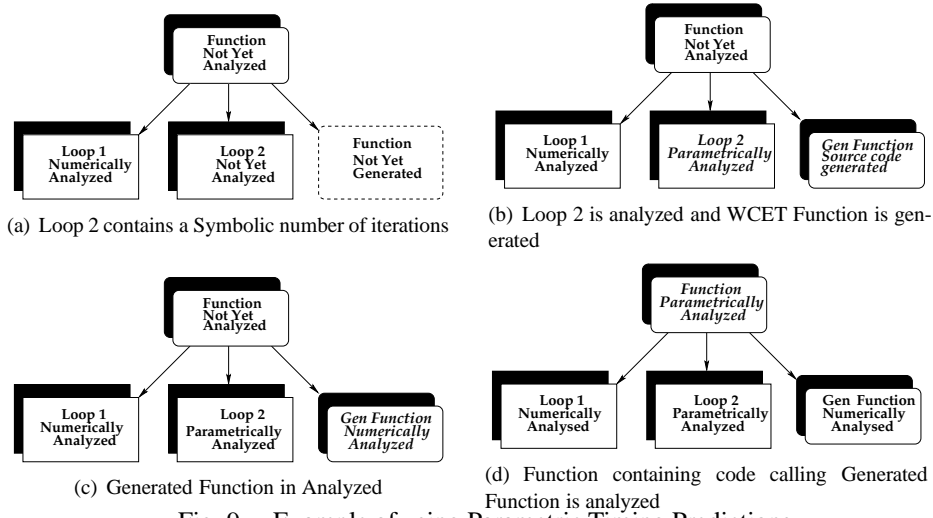 Function
Not Yet
Analyzed
Loop 1
Numerically
Analyzed
Loop 2
Not Yet
Analyzed
Function
Not Yet
Generated
(a) Loop 2 contains a Symbolic number of iterations
Function
Not Yet
Analyzed
Loop 1
Numerically
Analyzed
Loop 2
Parametrically
Analyzed
Gen Function
Source code
generated
(b) Loop 2 is analyzed and WCET Function is gen-
erated
Function
Not Yet
Analyzed
Loop 1
Numerically
Analyzed
Loop 2
Parametrically
Analyzed
Gen Function
Numerically
Analyzed
(c) Generated Function in Analyzed
Function
Parametrically
Analyzed
Loop 1
Numerically
Analysed
Loop 2
Parametrically
Analyzed
Gen Function
Numerically
Analysed
(d) Function containing code calling Generated
Function is analyzed